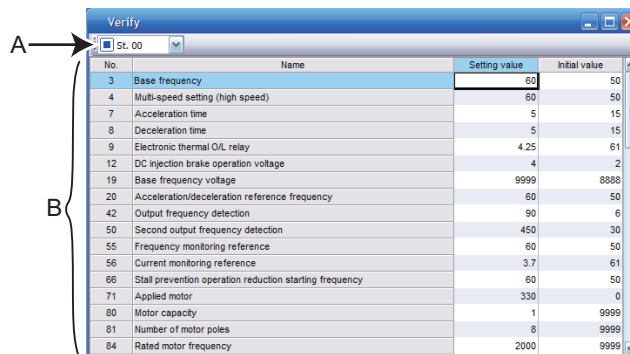 Verify
A
St. 00
No. Name Setting value Initial value
3 Base frequency 60 50
4 Multi-speed setting (high speed) 60 50
7 Acceleration time 5 15
8 Deceleration time 5 15
9 Electronic thermal O/L relay 4.25 61
12 DC injection brake operation voltage 4 2
19 Base frequency voltage 9999 8888
20 Acceleration/deceleration reference frequency 60 50
B
42 Output frequency detection 90 6
50 Second output frequency detection 450 30
55 Frequency monitoring reference 60 50
56 Current monitoring reference 3.7 61
66 Stall prevention operation reduction starting frequency 60 50
71 Applied motor 330 0
80 Motor capacity 1 9999
81 Number of motor poles 8 9999
84 Rated motor frequency 2000 9999